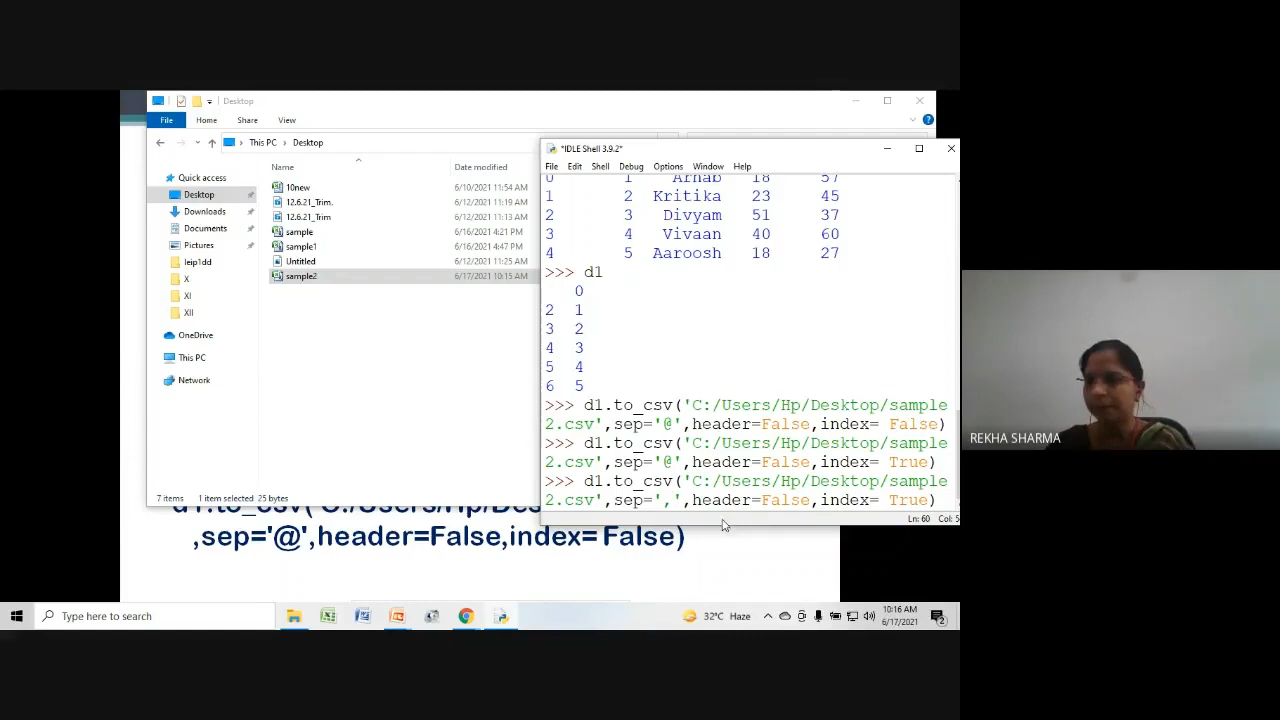 Desktop
File Home Share View
This PC > Desktop
Name Date modified
Quick access
Desktop
Downloads
Documents
Pictures
leip1dd
X
XI
XII
OneDrive
This PC
Network
10new 6/10/2021 11:54 AM
12.6.21_Trim. 6/12/2021 11:19 AM
12.6.21_Trim 6/12/2021 11:13 AM
sample 6/16/2021 4:21 PM
sample1 6/16/2021 4:47 PM
Untitled 6/12/2021 11:25 AM
sample2 6/17/2021 10:15 AM
7 items 1 item selected 25 bytes
*IDLE Shell 3.9.2*
File Edit Shell Debug Options Window Help
0 1 Arnab 18 57
1 2 Kritika 23 45
2 3 Divyam 51 37
3 4 Vivaan 40 60
4 5 Aaroosh 18 27
>>> d1
0
2 1
3 2
4 3
5 4
6 5
>>> d1.to_csv('C:/Users/Hp/Desktop/sample
2.csv',sep='@',header=False,index= False)
>>> d1.to_csv('C:/Users/Hp/Desktop/sample
2.csv',sep='@',header=False,index= True)
>>> d1.to_csv('C:/Users/Hp/Desktop/sample
2.csv',sep=',',header=False,index= True)
Ln: 60 Col: 5
,sep='@',header=False,index= False)
REKHA SHARMA
Type here to search
32°C Haze
10:16 AM
6/17/2021
2